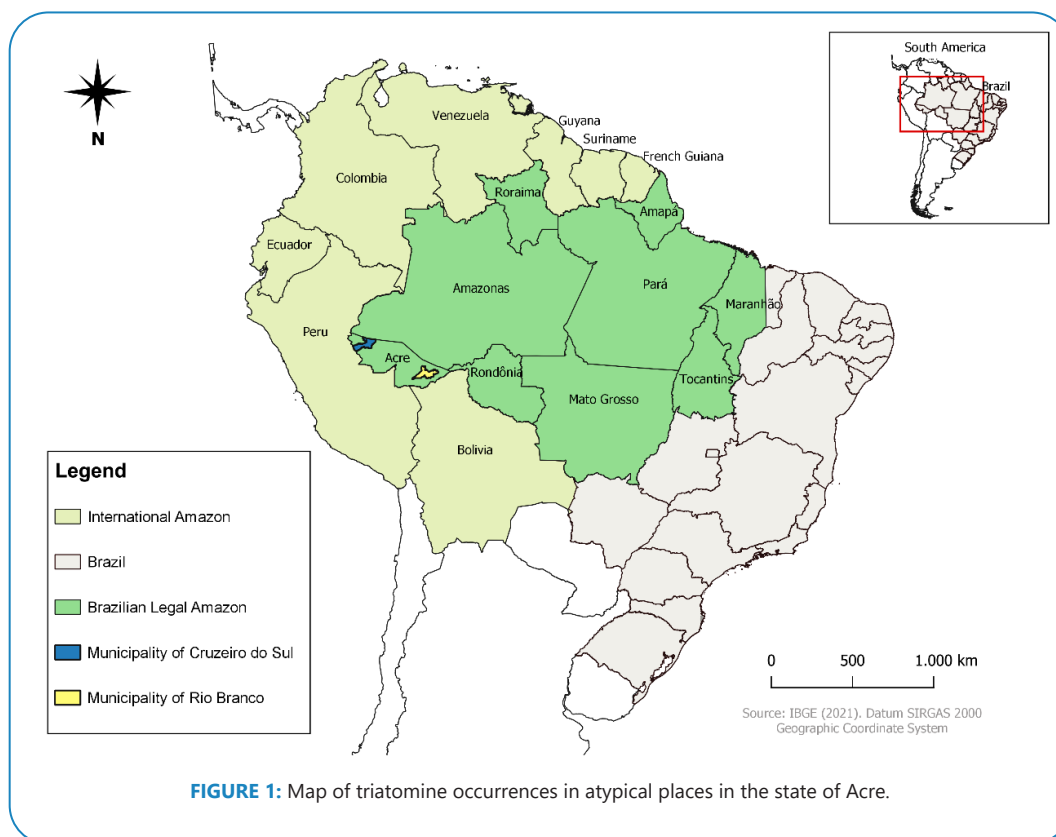 South America
Brazil
N
Venezuela
Guyana
Suriname
French Guiana
Colombia
Roraima
Amapá
Ecuador
Amazonas
Pará
Maranhão
Peru
Acre
Rondônia
Tocantins
Mato Grosso
Bolivia
Legend
International Amazon
Brazil
Brazilian Legal Amazon
Municipality of Cruzeiro do Sul
Municipality of Rio Branco
0 500 1.000 km
Source: IBGE (2021). Datum SIRGAS 2000
Geographic Coordinate System
FIGURE 1: Map of triatomine occurrences in atypical places in the state of Acre.